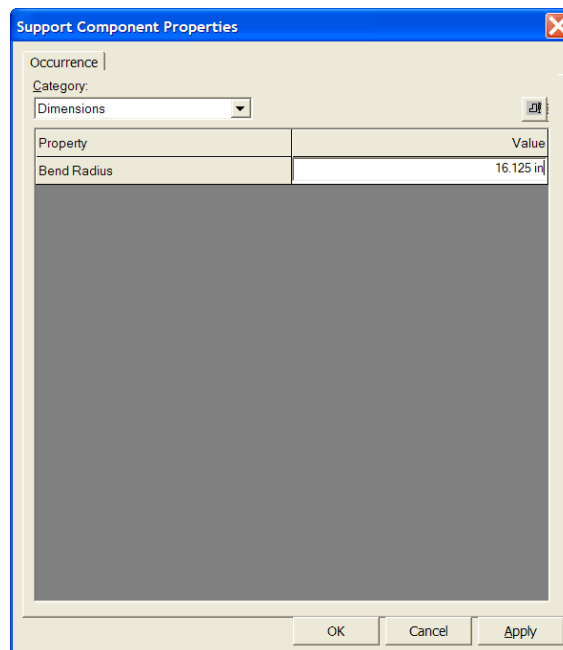 Support Component Properties
Occurrence
Category:
Dimensions
Property Value
Bend Radius 16.125 in
OK Cancel Apply